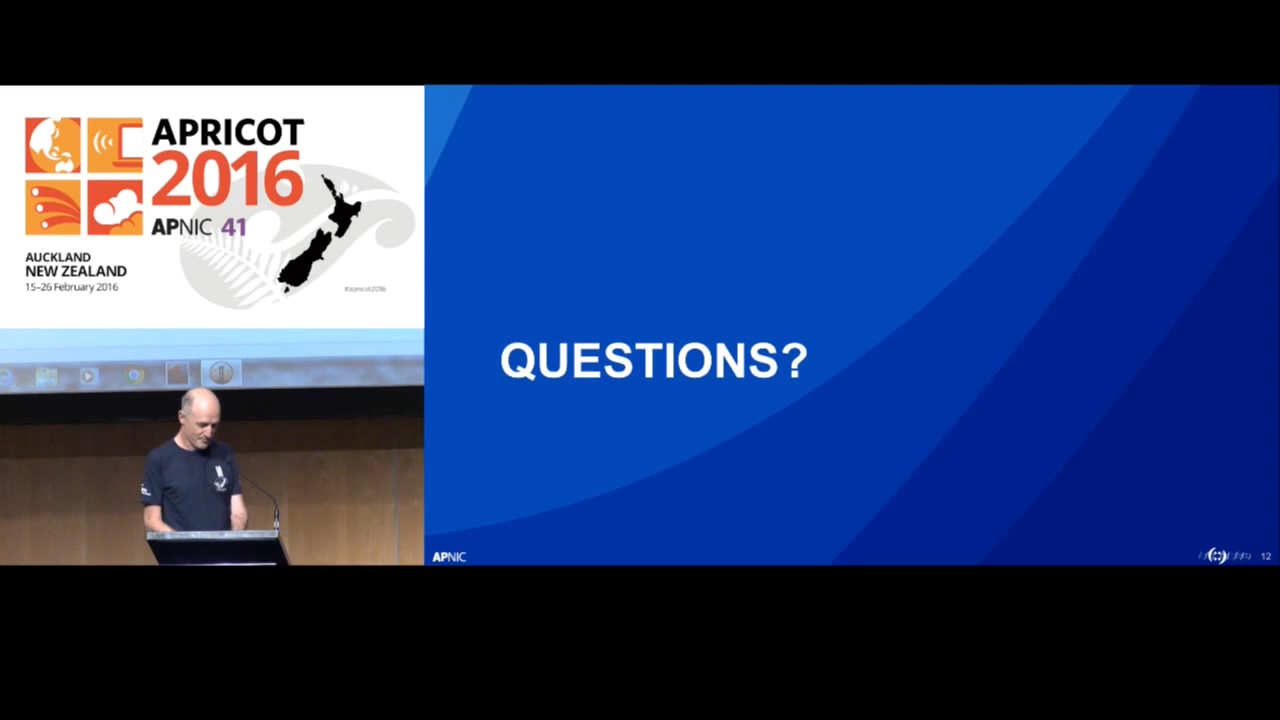 APRICOT
2016
APNIC 41
AUCKLAND
NEW ZEALAND
15–26 February 2016
#apricot2016
QUESTIONS?
APNIC
12